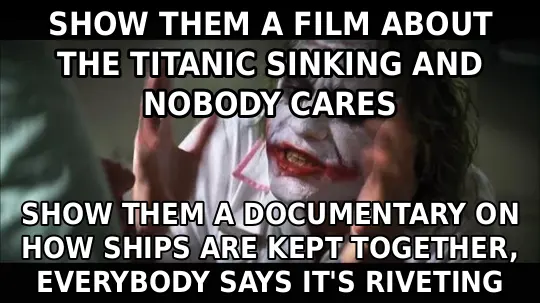 SHOW THEM A FILM ABOUT
THE TITANIC SINKING AND
NOBODY CARES
SHOW THEM A DOCUMENTARY ON
HOW SHIPS ARE KEPT TOGETHER,
EVERYBODY SAYS IT'S RIVETING